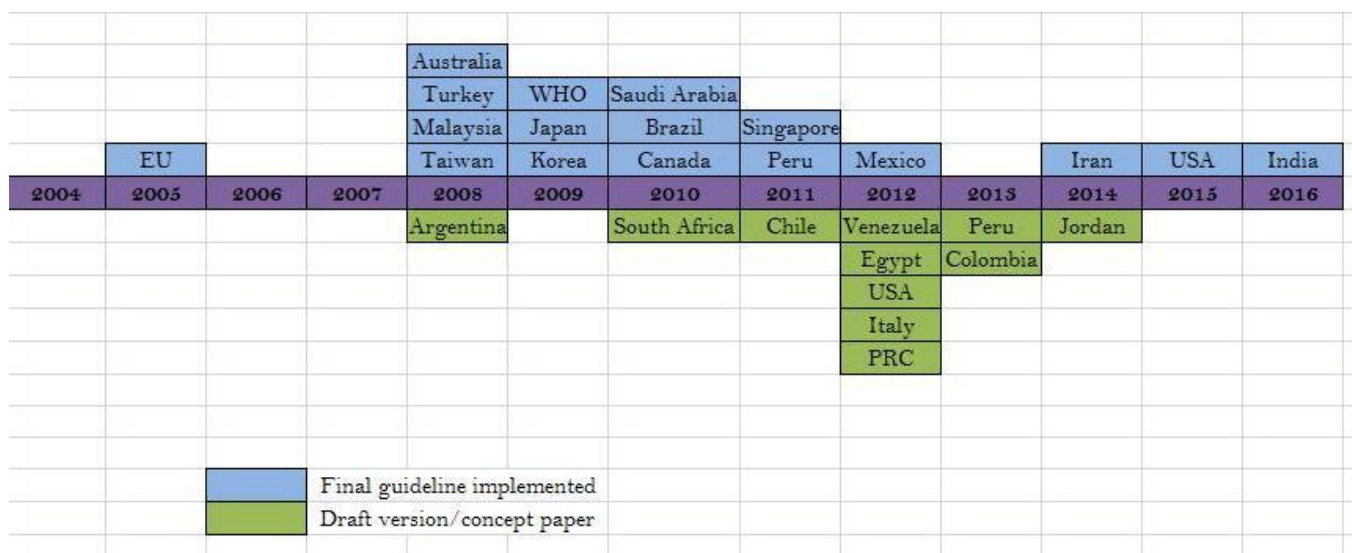 Australia
Turkey WHO Saudi Arabia
Malaysia Japan Brazil Singapore
EU Taiwan Korea Canada Peru Mexico Iran USA India
2004 2005 2006 2007 2008 2009 2010 2011 2012 2013 2014 2015 2016
Argentina South Africa Chile Venezuela Peru Jordan
Egypt Colombia
USA
Italy
PRC
Final guideline implemented
Draft version/concept paper